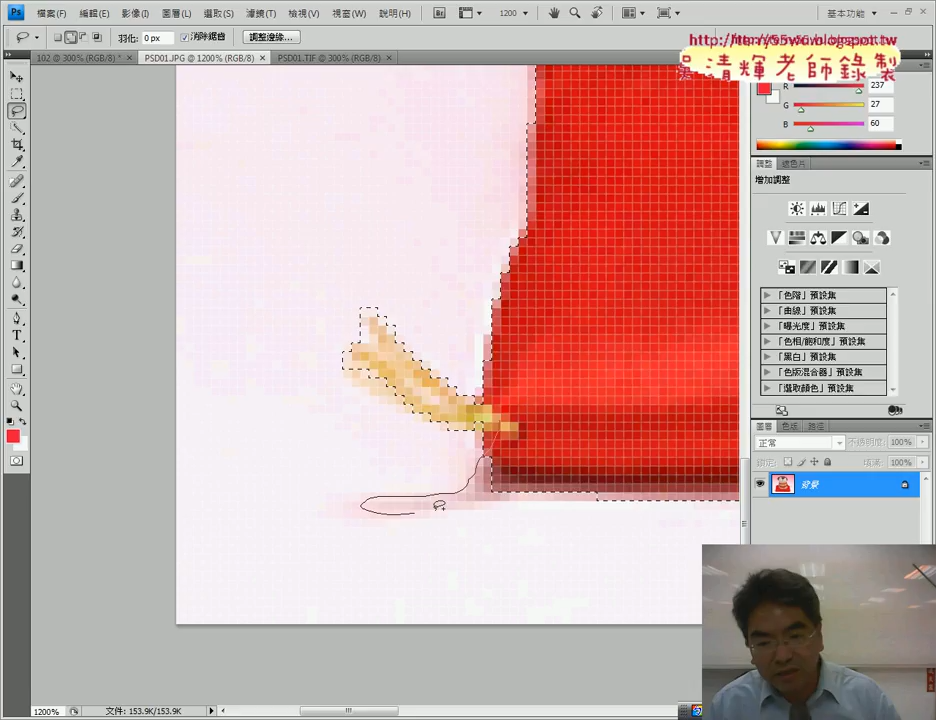 Ps 檔案(F) 編輯(E) 影像(I) 圖層(L) 選取(S) 濾鏡(T) 檢視(V) 視窗(W) 說明(H) Br 1200 基本功能
羽化: 0 px 消除鋸齒 調整邊緣...
102 @ 300% (RGB/8) * PSD01.JPG @ 1200% (RGB/8) PSD01.TIF @ 300% (RGB/8)
吳清輝老師錄製
R 237
G 27
B 60
調整 遮色片
增加調整
「色階」預設集
「曲線」預設集
「曝光度」預設集
「色相/飽和度」預設集
「黑白」預設集
「色版混合器」預設集
「選取顏色」預設集
圖層 色版 路徑
正常 不透明度: 100%
鎖定: 填滿: 100%
背景
1200% 文件: 153.9K/153.9K